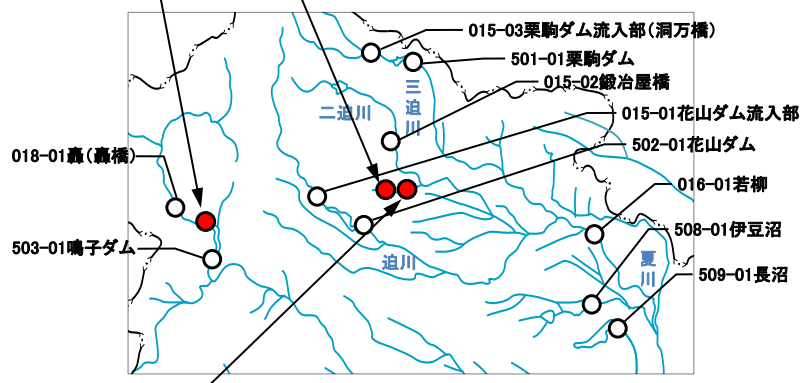 015-03栗駒ダム流入部(洞万橋)
501-01栗駒ダム
015-02鍛冶屋橋
三迫川
二迫川
015-01花山ダム流入部
502-01花山ダム
018-01轟(轟橋)
016-01若柳
508-01伊豆沼
503-01鳴子ダム
迫川
夏川
509-01長沼